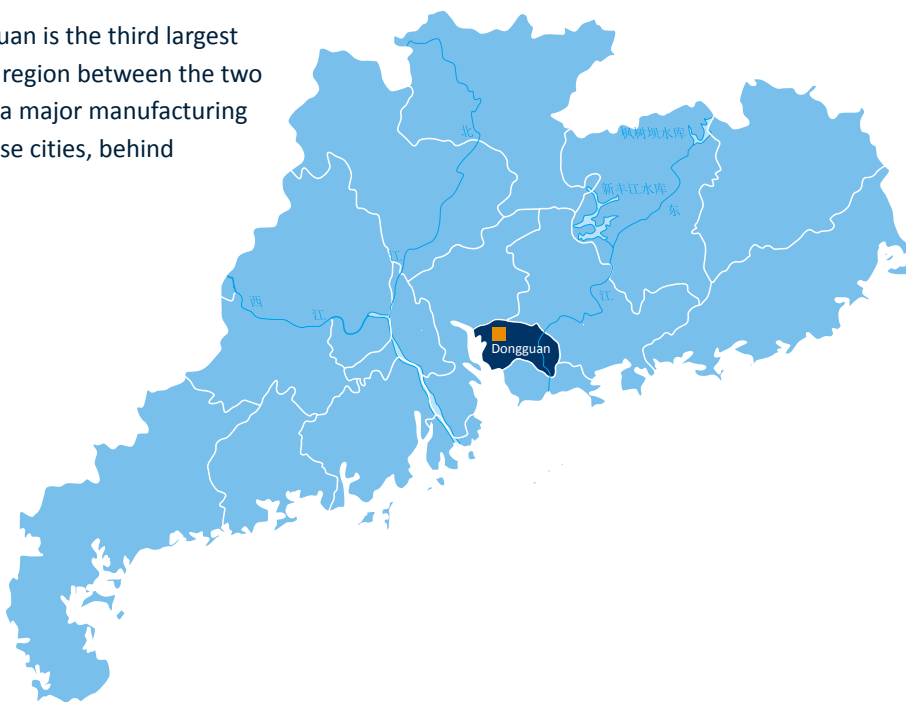 uan is the third largest
region between the two
a major manufacturing
se cities, behind
北
枫树坝水库
新丰江水库
东
江
西
江
江
Dongguan